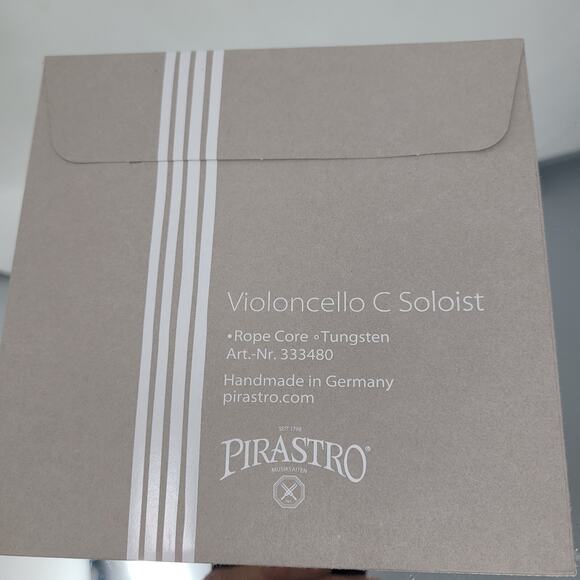 Violoncello C Soloist
•Rope Core ∘Tungsten
Art.-Nr. 333480
Handmade in Germany
pirastro.com
SEIT 1798
PIRASTRO®
MUSIKSAITEN